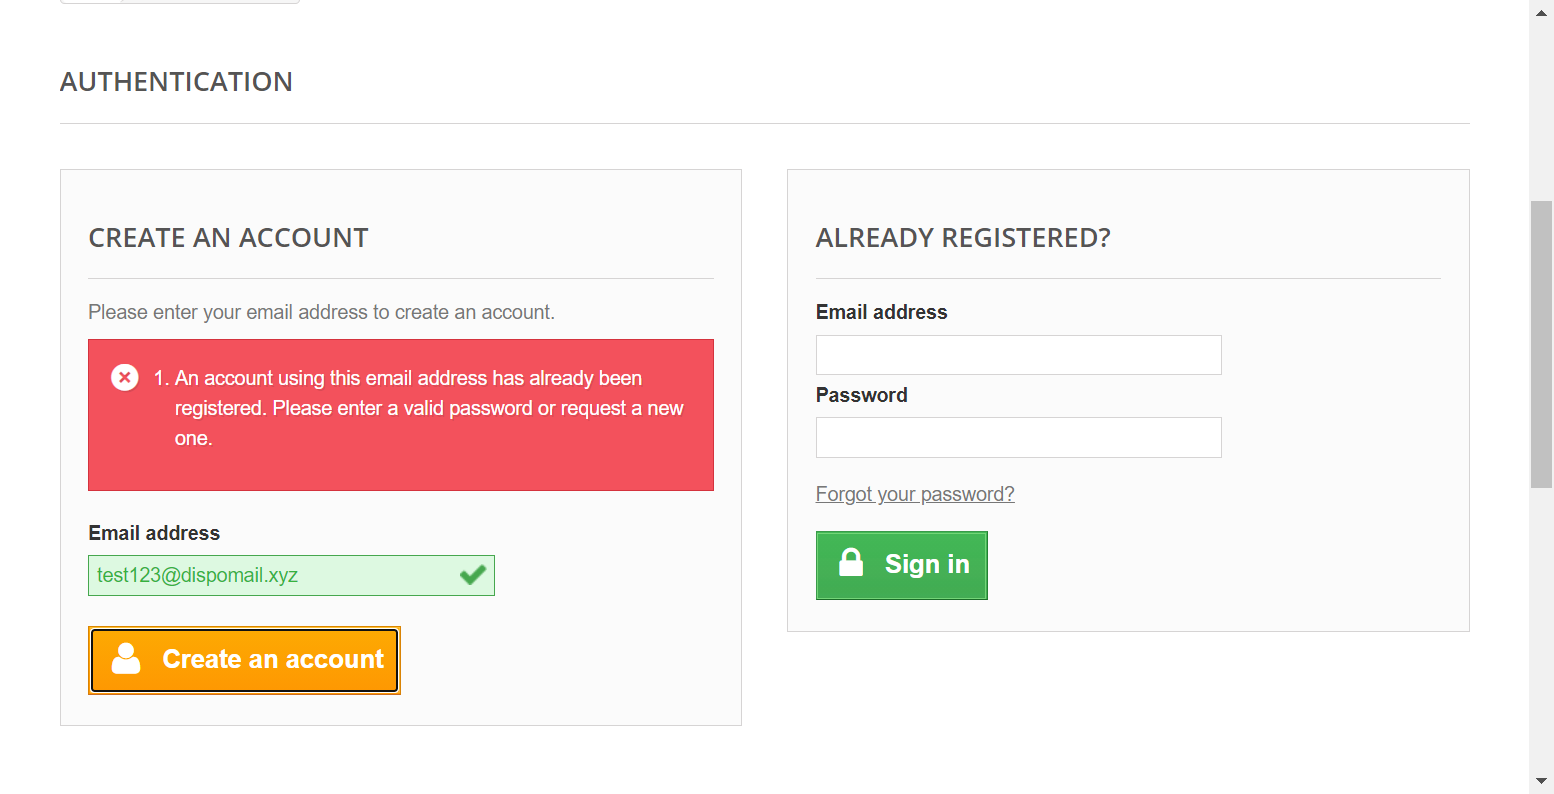 AUTHENTICATION
CREATE AN ACCOUNT
Please enter your email address to create an account.
1. An account using this email address has already been
registered. Please enter a valid password or request a new
one.
Email address
test123@dispomail.xyz
Create an account
ALREADY REGISTERED?
Email address
Password
Forgot your password?
Sign in